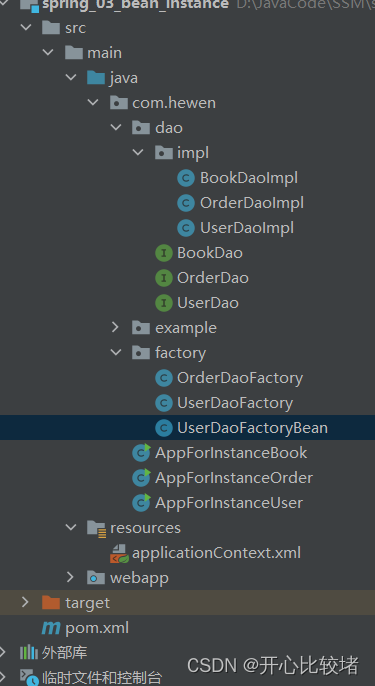 spring_03_bean_instance D:\JavaCode\SSM\s
src
main
java
com.hewen
dao
impl
BookDaoImpl
OrderDaoImpl
UserDaoImpl
BookDao
OrderDao
UserDao
example
factory
OrderDaoFactory
UserDaoFactory
UserDaoFactoryBean
AppForInstanceBook
AppForInstanceOrder
AppForInstanceUser
resources
applicationContext.xml
webapp
target
pom.xml
外部库
临时文件和控制台
CSDN @开心比较堵